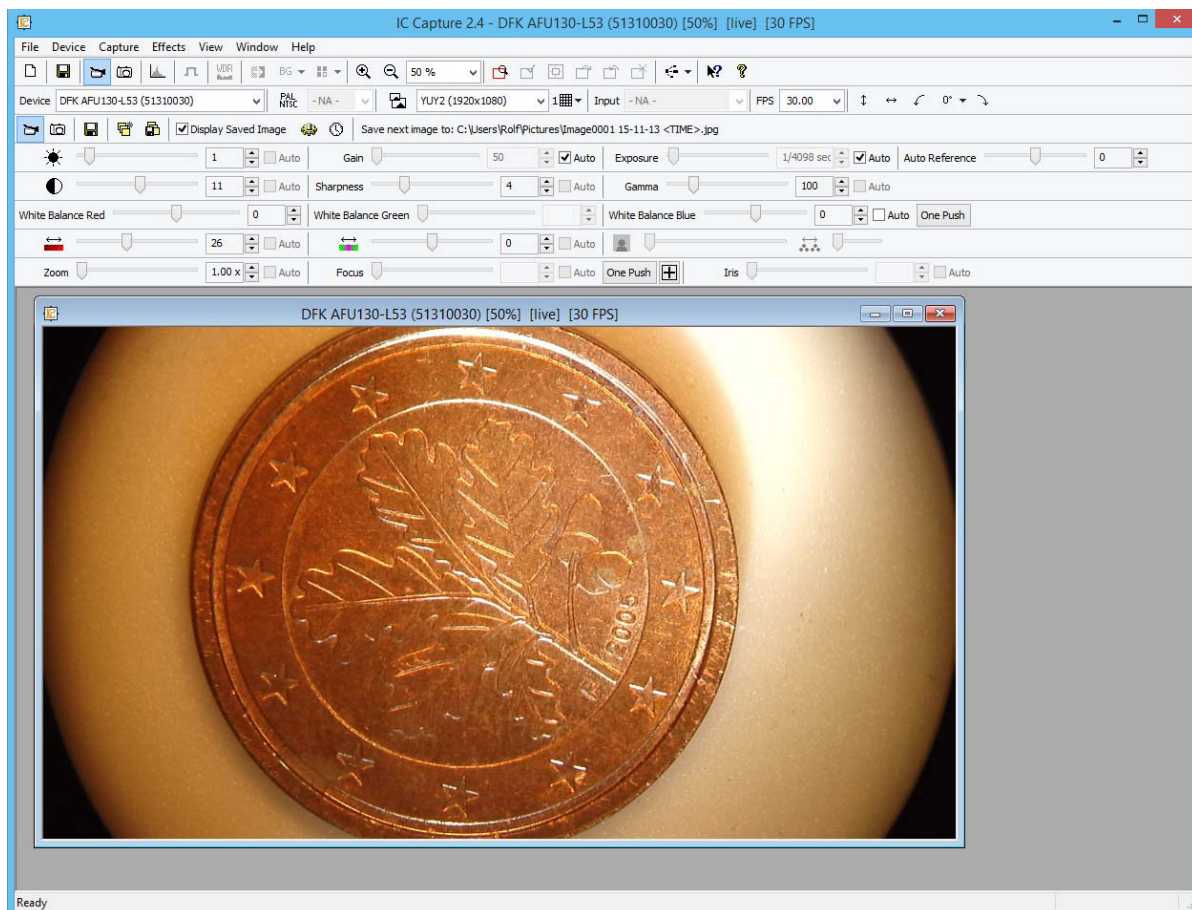 IC Capture 2.4 - DFK AFU130-L53 (51310030) [50%] [live] [30 FPS]
File Device Capture Effects View Window Help
WDR BG 50 %
Device DFK AFU130-L53 (51310030) PAL NTSC - NA - YUY2 (1920x1080) 1 Input - NA - FPS 30.00 0°
Display Saved Image Save next image to: C:\Users\Rolf\Pictures\Image0001 15-11-13 <TIME>.jpg
1 Auto Gain 50 Auto Exposure 1/4098 sec Auto Auto Reference 0
11 Auto Sharpness 4 Auto Gamma 100 Auto
White Balance Red 0 White Balance Green White Balance Blue 0 Auto One Push
26 Auto 0 Auto
Zoom 1.00 x Auto Focus Auto One Push Iris Auto
IC DFK AFU130-L53 (51310030) [50%] [live] [30 FPS]
F
Ready